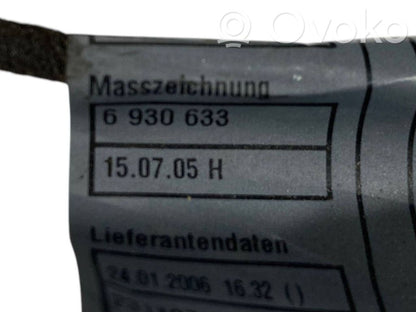 Ovoko
Masszeichnung
6 930 633
15.07.05 H
Lieferantendaten
24.01.2006 16.32 ()